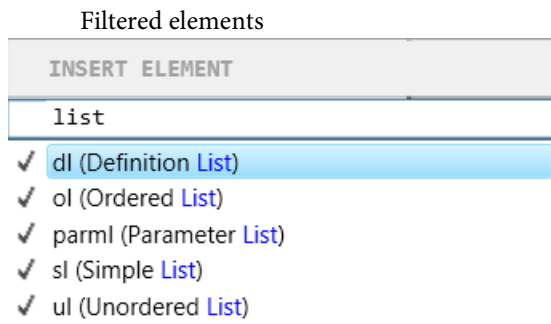 Filtered elements
INSERT ELEMENT
list
dl (Definition List)
ol (Ordered List)
parml (Parameter List)
sl (Simple List)
ul (Unordered List)